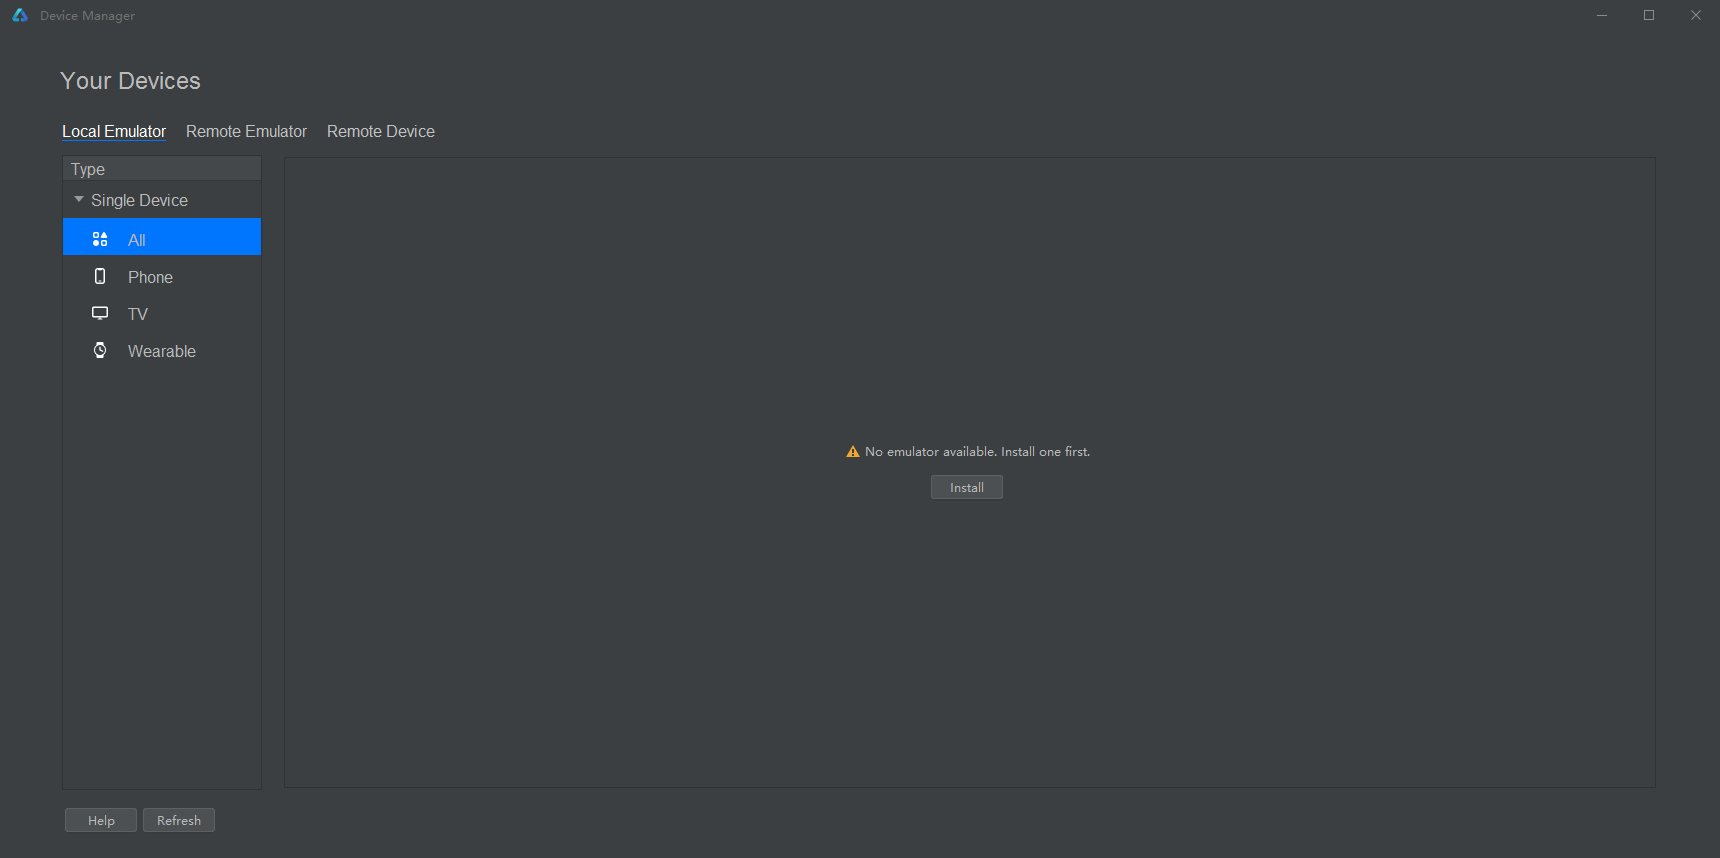 Device Manager
Your Devices
Local Emulator Remote Emulator Remote Device
Type
Single Device
All
Phone
TV
Wearable
No emulator available. Install one first.
Install
Help Refresh